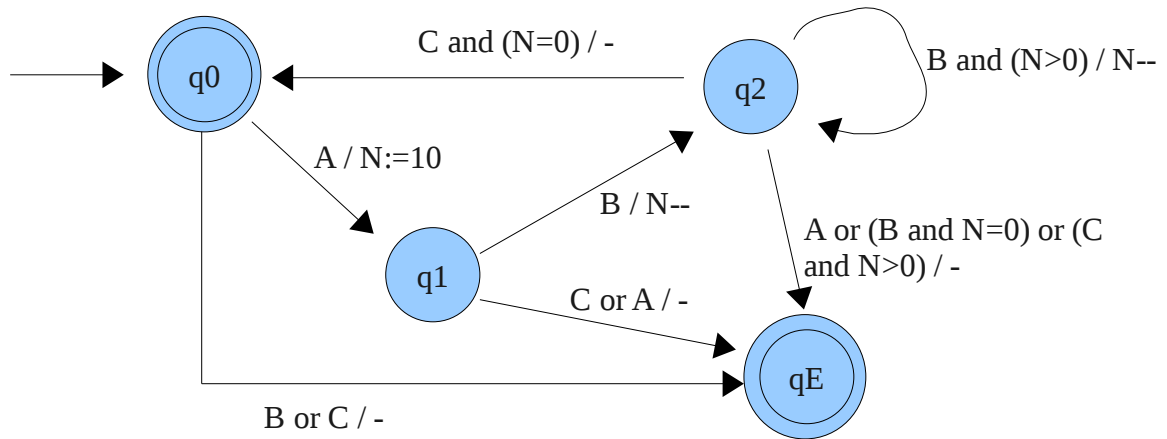 C and (N=0) / -
q0
q2
B and (N>0) / N--
A / N:=10
B / N--
A or (B and N=0) or (C
and N>0) / -
q1
C or A / -
qE
B or C / -